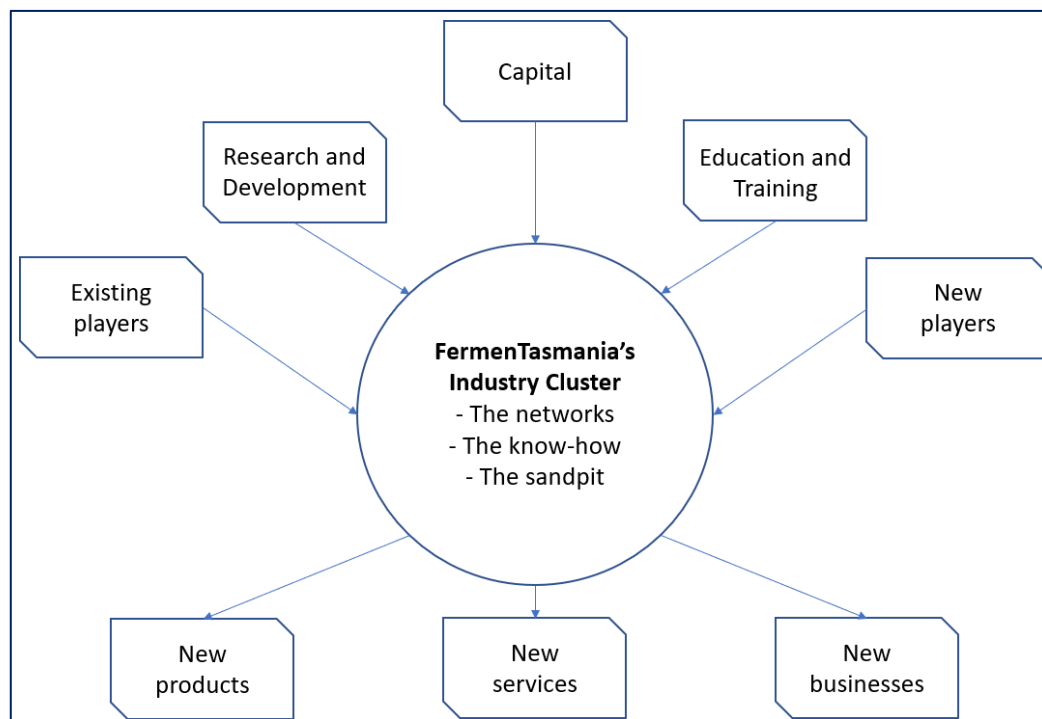 Capital
Research and
Development
Education and
Training
Existing
players
New
players
FermenTasmania’s
Industry Cluster
- The networks
- The know-how
- The sandpit
New
products
New
services
New
businesses